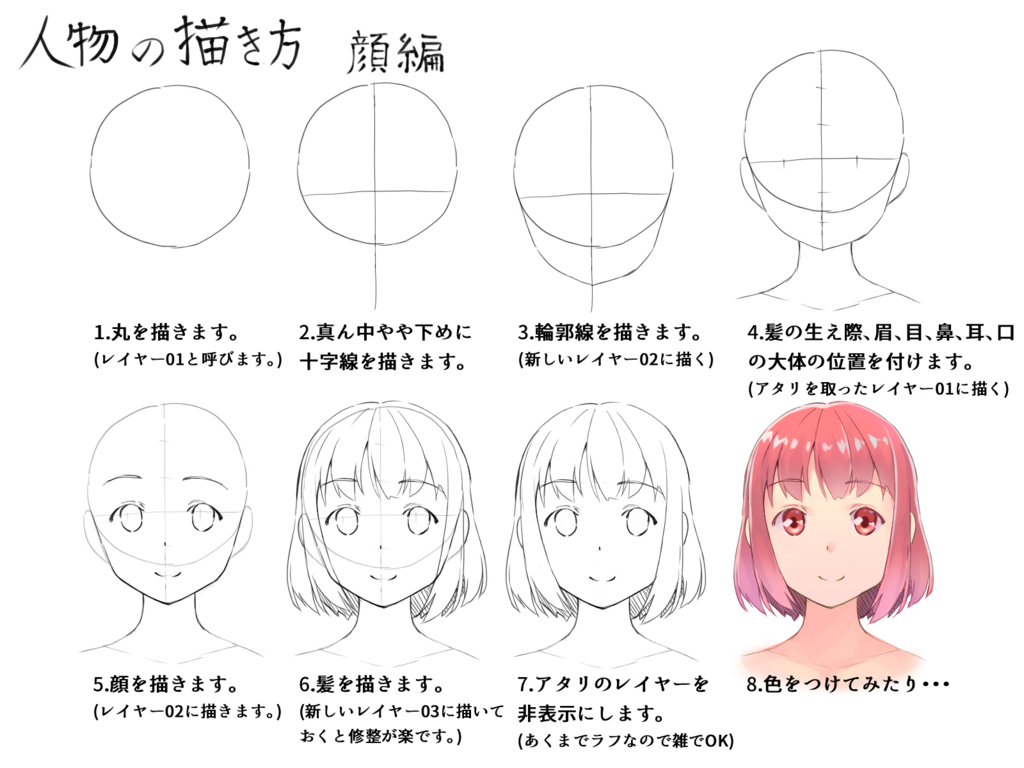 人物の描き方 顔編
1.丸を描きます。
(レイヤー01と呼びます。)
2.真ん中やや下めに
十字線を描きます。
3.輪郭線を描きます。
(新しいレイヤー02に描く)
4.髪の生え際、眉、目、鼻、耳、口
の大体の位置を付けます。
(アタリを取ったレイヤー01に描く)
5.顔を描きます。
(レイヤー02に描きます。)
6.髪を描きます。
(新しいレイヤー03に描いて
おくと修整が楽です。)
7.アタリのレイヤーを
非表示にします。
(あくまでラフなので雑でOK)
8.色をつけてみたり・・・